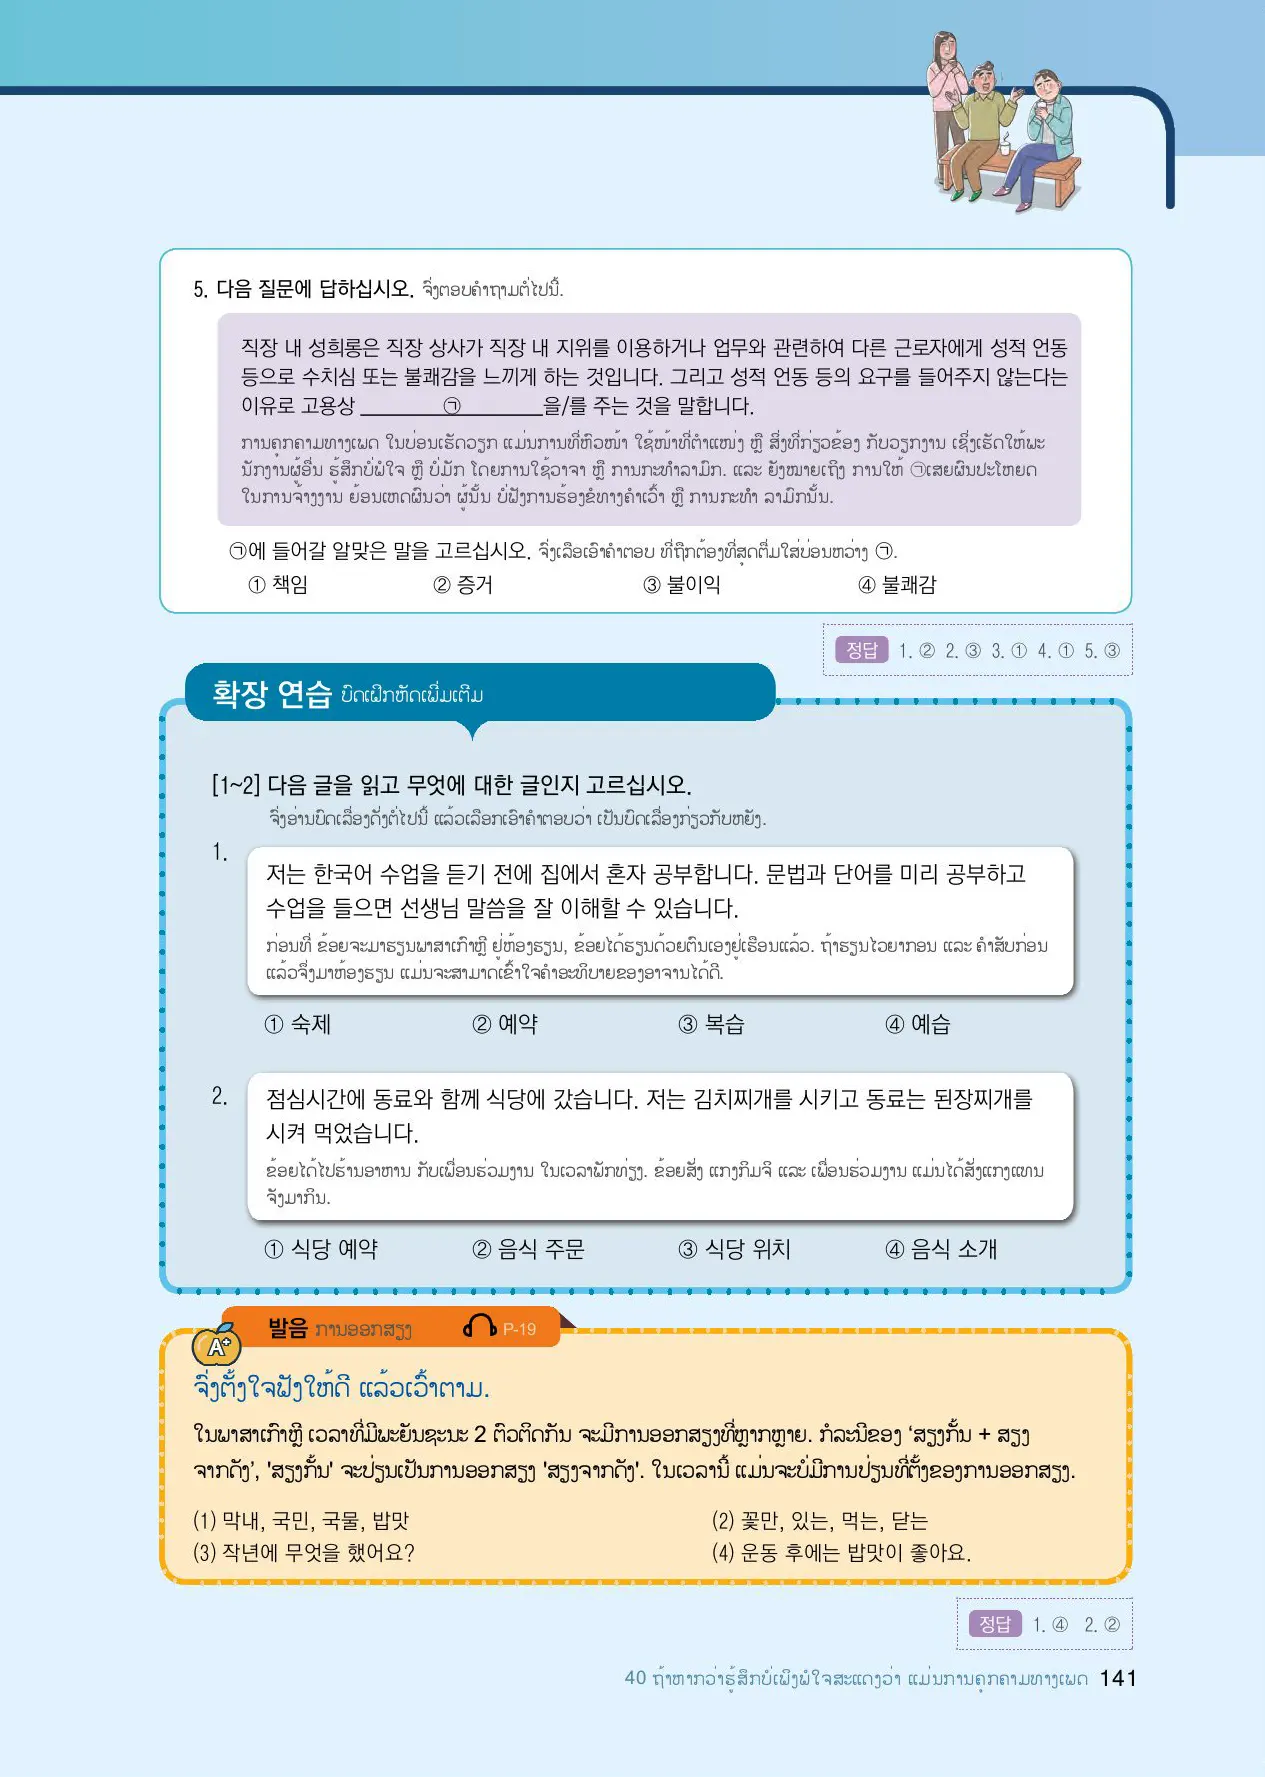 5. 다음 질문에 답하십시오. ຈົ່ງຕອບຄຳຖາມຕໍ່ໄປນີ້.
직장 내 성희롱은 직장 상사가 직장 내 지위를 이용하거나 업무와 관련하여 다른 근로자에게 성적 언동
등으로 수치심 또는 불쾌감을 느끼게 하는 것입니다. 그리고 성적 언동 등의 요구를 들어주지 않는다는
이유로 고용상 ________㉠________을/를 주는 것을 말합니다.
ການຄຸກຄາມທາງເພດ ໃນບ່ອນເຮັດວຽກ ແມ່ນການທີ່ຫົວໜ້າ ໃຊ້ໜ້າທີ່ຕຳແໜ່ງ ຫຼື ສິ່ງທີ່ກ່ຽວຂ້ອງ ກັບວຽກງານ ເຊິ່ງເຮັດໃຫ້ພະ
ນັກງານຜູ້ອື່ນ ຮູ້ສຶກບໍ່ພໍໃຈ ຫຼື ບໍ່ມັກ ໂດຍການໃຊ້ວາຈາ ຫຼື ການກະທຳລາມົກ. ແລະ ຍັງໝາຍເຖິງ ການໃຫ້ ㉠ເສຍຜົນປະໂຫຍດ
ໃນການຈ້າງງານ ຍ້ອນເຫດຜົນວ່າ ຜູ້ນັ້ນ ບໍ່ຟັງການຮ້ອງຂໍທາງຄຳເວົ້າ ຫຼື ການກະທຳ ລາມົກນັ້ນ.
㉠에 들어갈 알맞은 말을 고르십시오. ຈົ່ງເລືອເອົາຄຳຕອບ ທີ່ຖືກຕ້ອງທີ່ສຸດຕື່ມໃສ່ບ່ອນຫວ່າງ ㉠.
① 책임 ② 증거 ③ 불이익 ④ 불쾌감
정답 1. ② 2. ③ 3. ① 4. ① 5. ③
확장 연습 ບົດເຝິກຫັດເພີ່ມເຕີມ
[1~2] 다음 글을 읽고 무엇에 대한 글인지 고르십시오.
ຈົ່ງອ່ານບົດເລື່ອງດັ່ງຕໍ່ໄປນີ້ ແລ້ວເລືອກເອົາຄຳຕອບວ່າ ເປັນບົດເລື່ອງກ່ຽວກັບຫຍັງ.
1.
저는 한국어 수업을 듣기 전에 집에서 혼자 공부합니다. 문법과 단어를 미리 공부하고
수업을 들으면 선생님 말씀을 잘 이해할 수 있습니다.
ກ່ອນທີ່ ຂ້ອຍຈະມາຮຽນພາສາເກົາຫຼີ ຢູ່ຫ້ອງຮຽນ, ຂ້ອຍໄດ້ຮຽນດ້ວຍຕົນເອງຢູ່ເຮືອນແລ້ວ. ຖ້າຮຽນໄວຍາກອນ ແລະ ຄຳສັບກ່ອນ
ແລ້ວຈຶ່ງມາຫ້ອງຮຽນ ແມ່ນຈະສາມາດເຂົ້າໃຈຄຳອະທິບາຍຂອງອາຈານໄດ້ດີ.
① 숙제 ② 예약 ③ 복습 ④ 예습
2.
점심시간에 동료와 함께 식당에 갔습니다. 저는 김치찌개를 시키고 동료는 된장찌개를
시켜 먹었습니다.
ຂ້ອຍໄດ້ໄປຮ້ານອາຫານ ກັບເພື່ອນຮ່ວມງານ ໃນເວລາພັກທ່ຽງ. ຂ້ອຍສັ່ງ ແກງກິມຈິ ແລະ ເພື່ອນຮ່ວມງານ ແມ່ນໄດ້ສັ່ງແກງແທນ
ຈັງມາກິນ.
① 식당 예약 ② 음식 주문 ③ 식당 위치 ④ 음식 소개
A+ 발음 ການອອກສຽງ P-19
ຈົ່ງຕັ້ງໃຈຟັງໃຫ້ດີ ແລ້ວເວົ້າຕາມ.
ໃນພາສາເກົາຫຼີ ເວລາທີ່ມີພະຍັນຊະນະ 2 ຕົວຕິດກັນ ຈະມີການອອກສຽງທີ່ຫຼາກຫຼາຍ. ກໍລະນີຂອງ ‘ສຽງກັ້ນ + ສຽງ
ຈາກດັງ’, 'ສຽງກັ້ນ' ຈະປ່ຽນເປັນການອອກສຽງ 'ສຽງຈາກດັງ'. ໃນເວລານີ້ ແມ່ນຈະບໍ່ມີການປ່ຽນທີ່ຕັ້ງຂອງການອອກສຽງ.
(1) 막내, 국민, 국물, 밥맛 (2) 꽃만, 있는, 먹는, 닫는
(3) 작년에 무엇을 했어요? (4) 운동 후에는 밥맛이 좋아요.
정답 1. ④ 2. ②
40 ຖ້າຫາກວ່າຮູ້ສຶກບໍ່ເພິງພໍໃຈສະແດງວ່າ ແມ່ນການຄຸກຄາມທາງເພດ 141